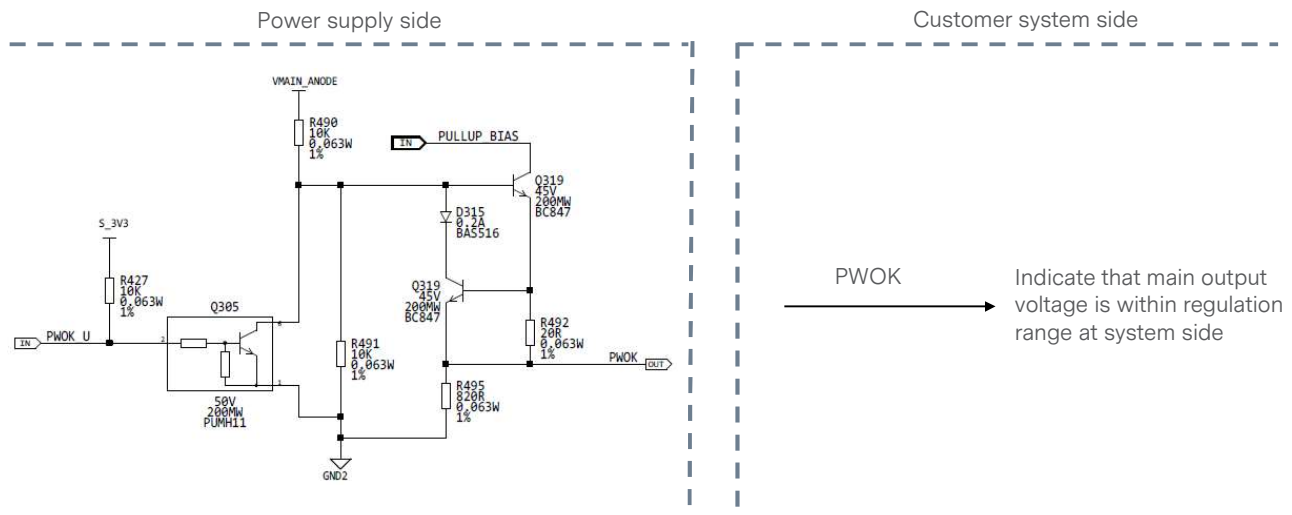 Power supply side
Customer system side
VMAIN_ANODE
R490
10K
0.063W
1%
IN
PULLUP_BIAS
Q319
45V
200MW
BC847
D315
0.2A
BAS516
S_3V3
R427
10K
0.063W
1%
Q305
Q319
45V
200MW
BC847
PWOK
Indicate that main output
voltage is within regulation
range at system side
IN
PWOK_U
2
6
1
R491
10K
0.063W
1%
R492
20R
0.063W
1%
PWOK
OUT
R495
820R
0.063W
1%
50V
200MW
PUMH11
GND2